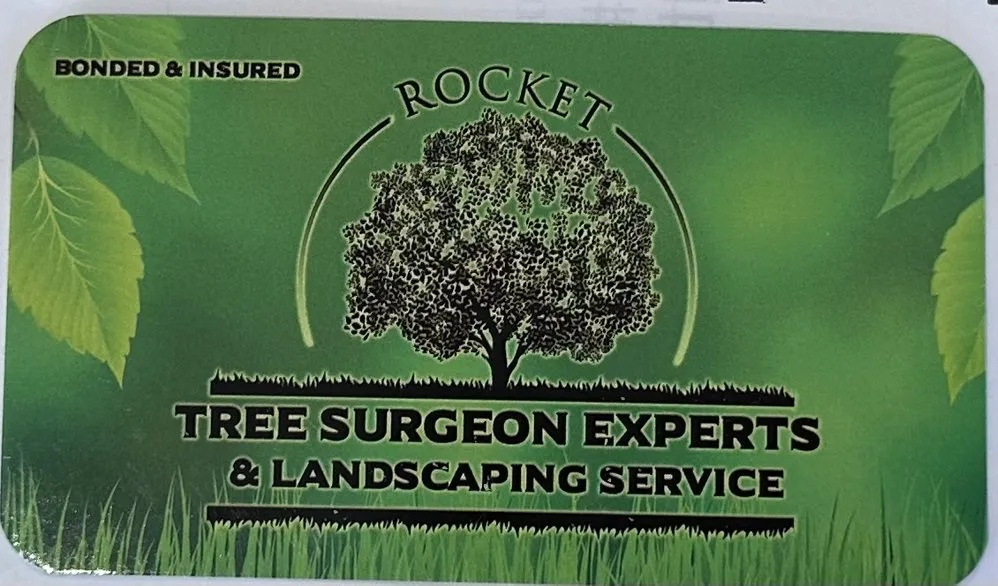 BONDED & INSURED
ROCKET
TREE SURGEON EXPERTS
& LANDSCAPING SERVICE